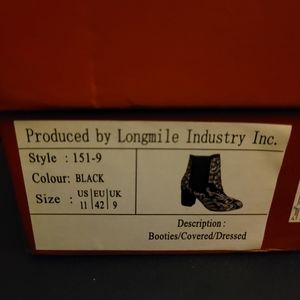 Produced by Longmile Industry Inc.
Style : 151-9
Colour: BLACK
Size : US EU UK
11 42 9
Description :
Booties/Covered/Dressed